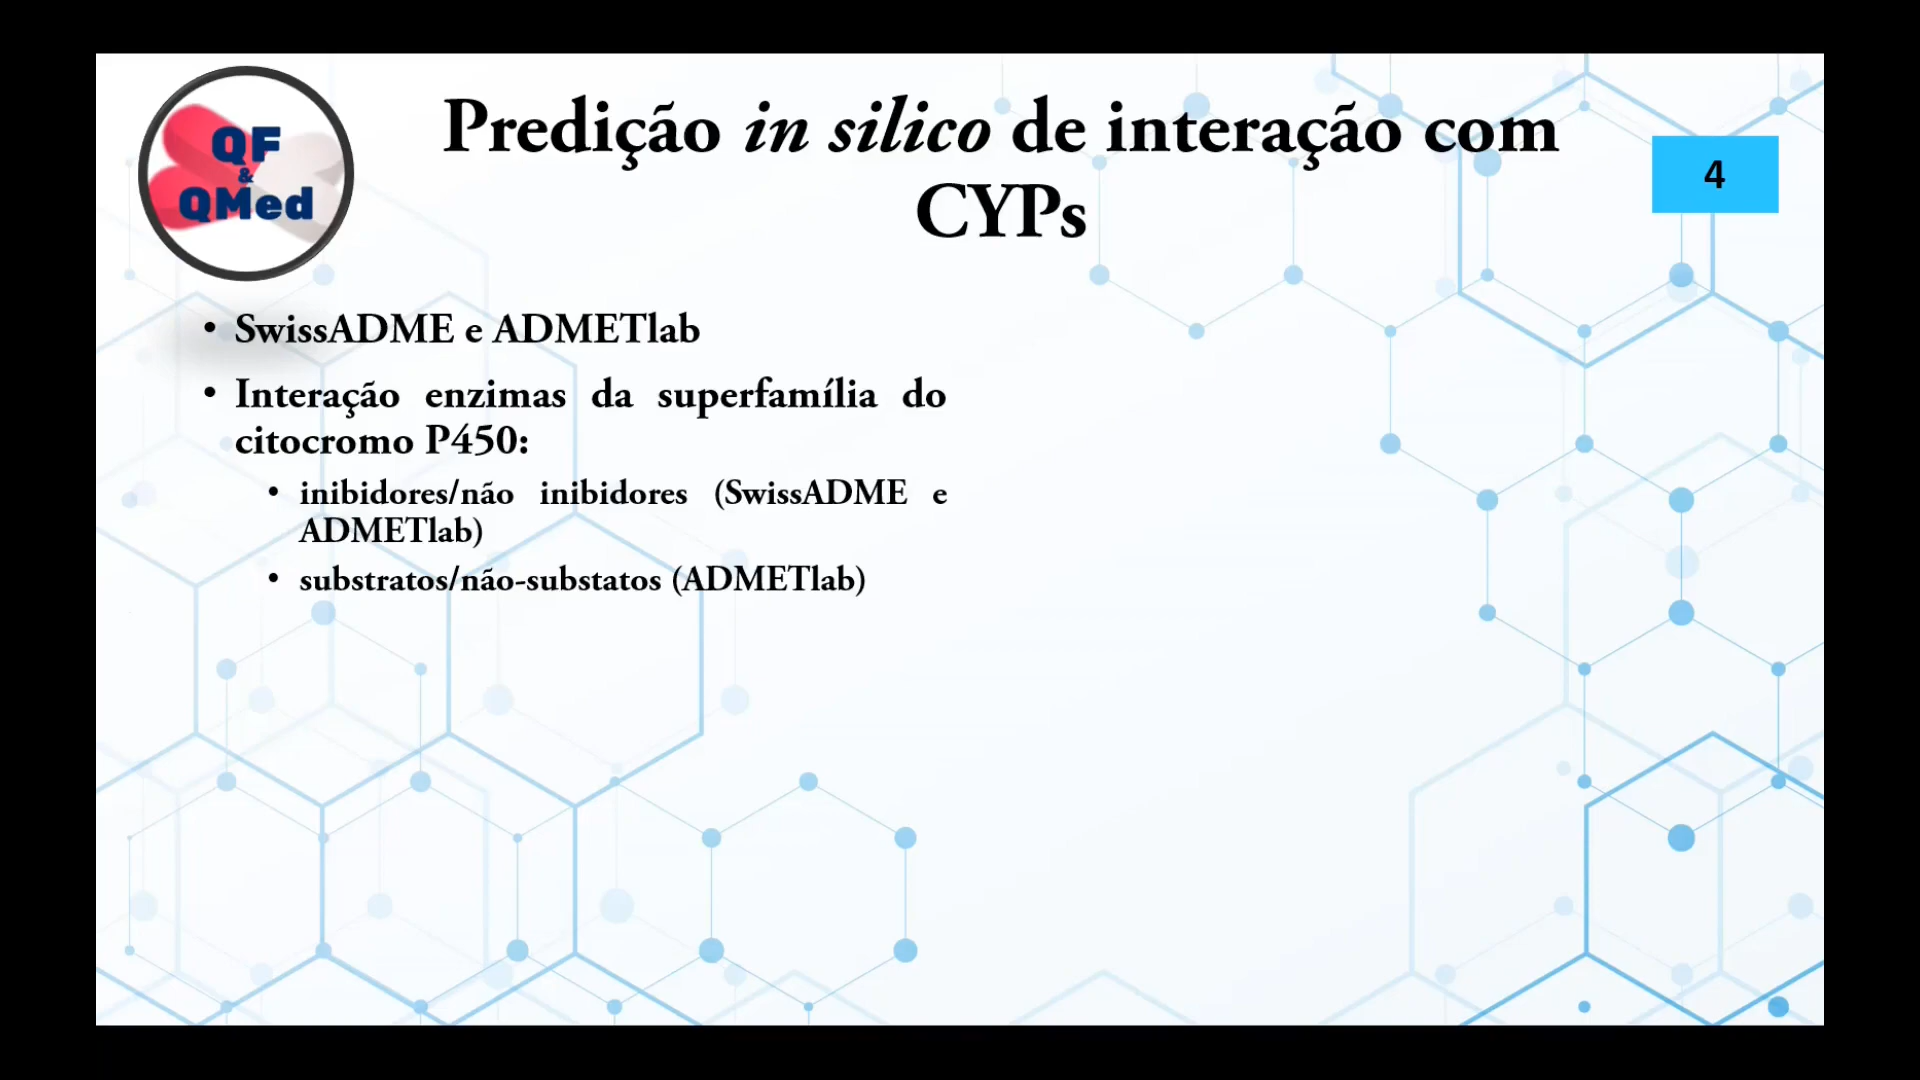 QF
&
QMed
Predição in silico de interação com
CYPs
4
• SwissADME e ADMETlab
• Interação enzimas da superfamília do
citocromo P450:
• inibidores/não inibidores (SwissADME e
ADMETlab)
• substratos/não-substatos (ADMETlab)